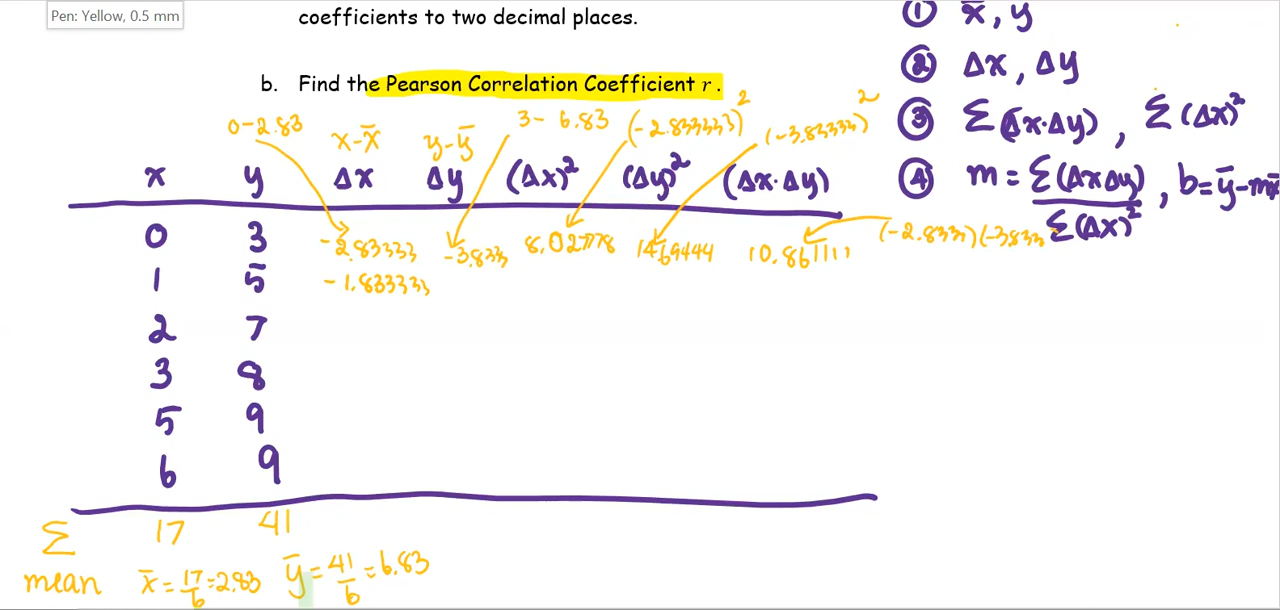 Pen: Yellow, 0.5 mm
coefficients to two decimal places.
① x̅, y
② Δx, Δy
③ Σ(Δx·Δy), Σ(Δx)²
④ m = Σ(ΔxΔy) / Σ(Δx)², b=y̅-mx̅
b. Find the Pearson Correlation Coefficient r.
0-2.83 3- 6.83 (-2.833333)² (-3.83333)²
x-x̅ y-y̅
x y Δx Δy (Δx)² (Δy)² (Δx·Δy)
0 3 -2.83333 -3.8333 8.027778 14.69444 10.861111 (-2.8333)(-3.8333
1 5 -1.833333
2 7
3 8
5 9
6 9
Σ 17 41
mean x̅ = 17/6 = 2.83 y̅ = 41/6 = 6.83